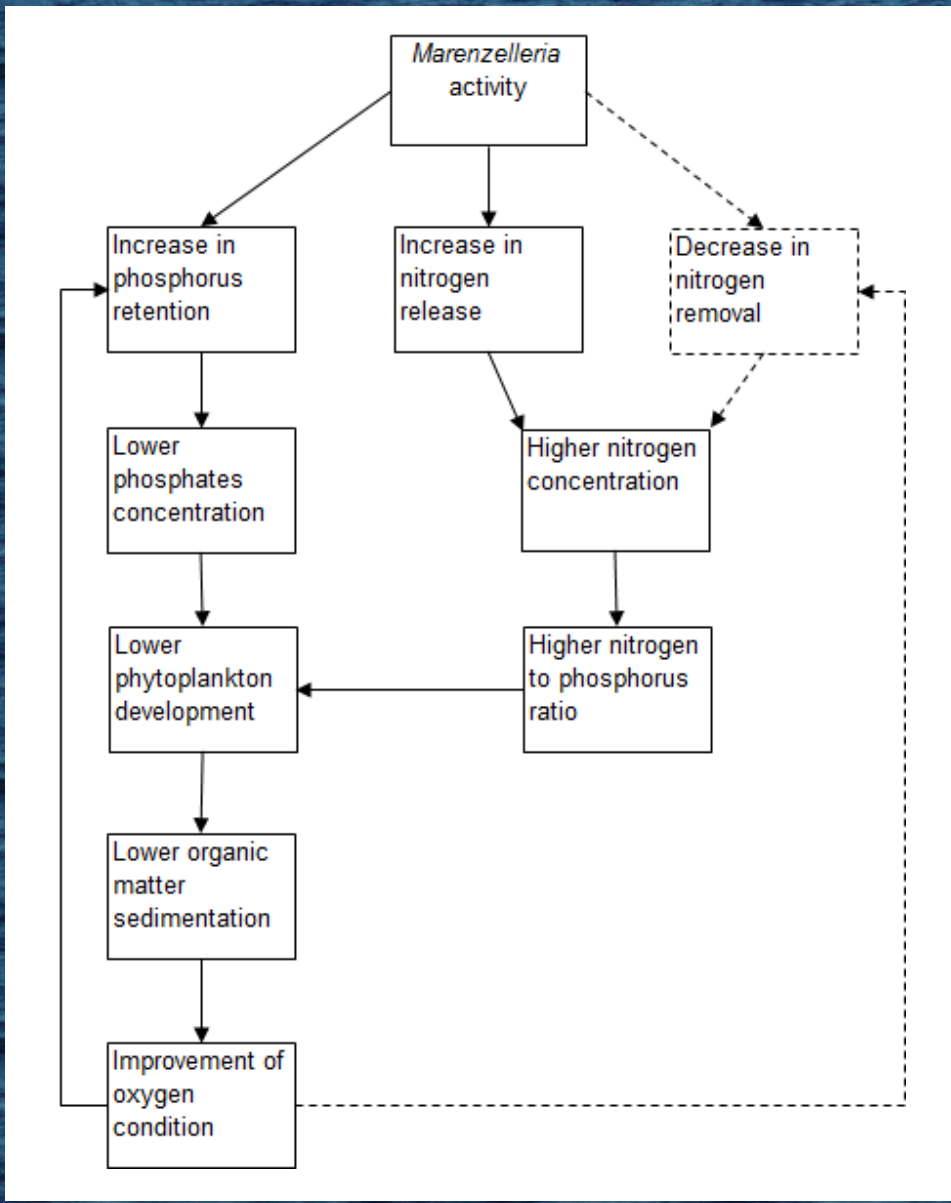 Marenzelleria
activity
Increase in
phosphorus
retention
Increase in
nitrogen
release
Decrease in
nitrogen
removal
Lower
phosphates
concentration
Higher nitrogen
concentration
Lower
phytoplankton
development
Higher nitrogen
to phosphorus
ratio
Lower organic
matter
sedimentation
Improvement of
oxygen
condition